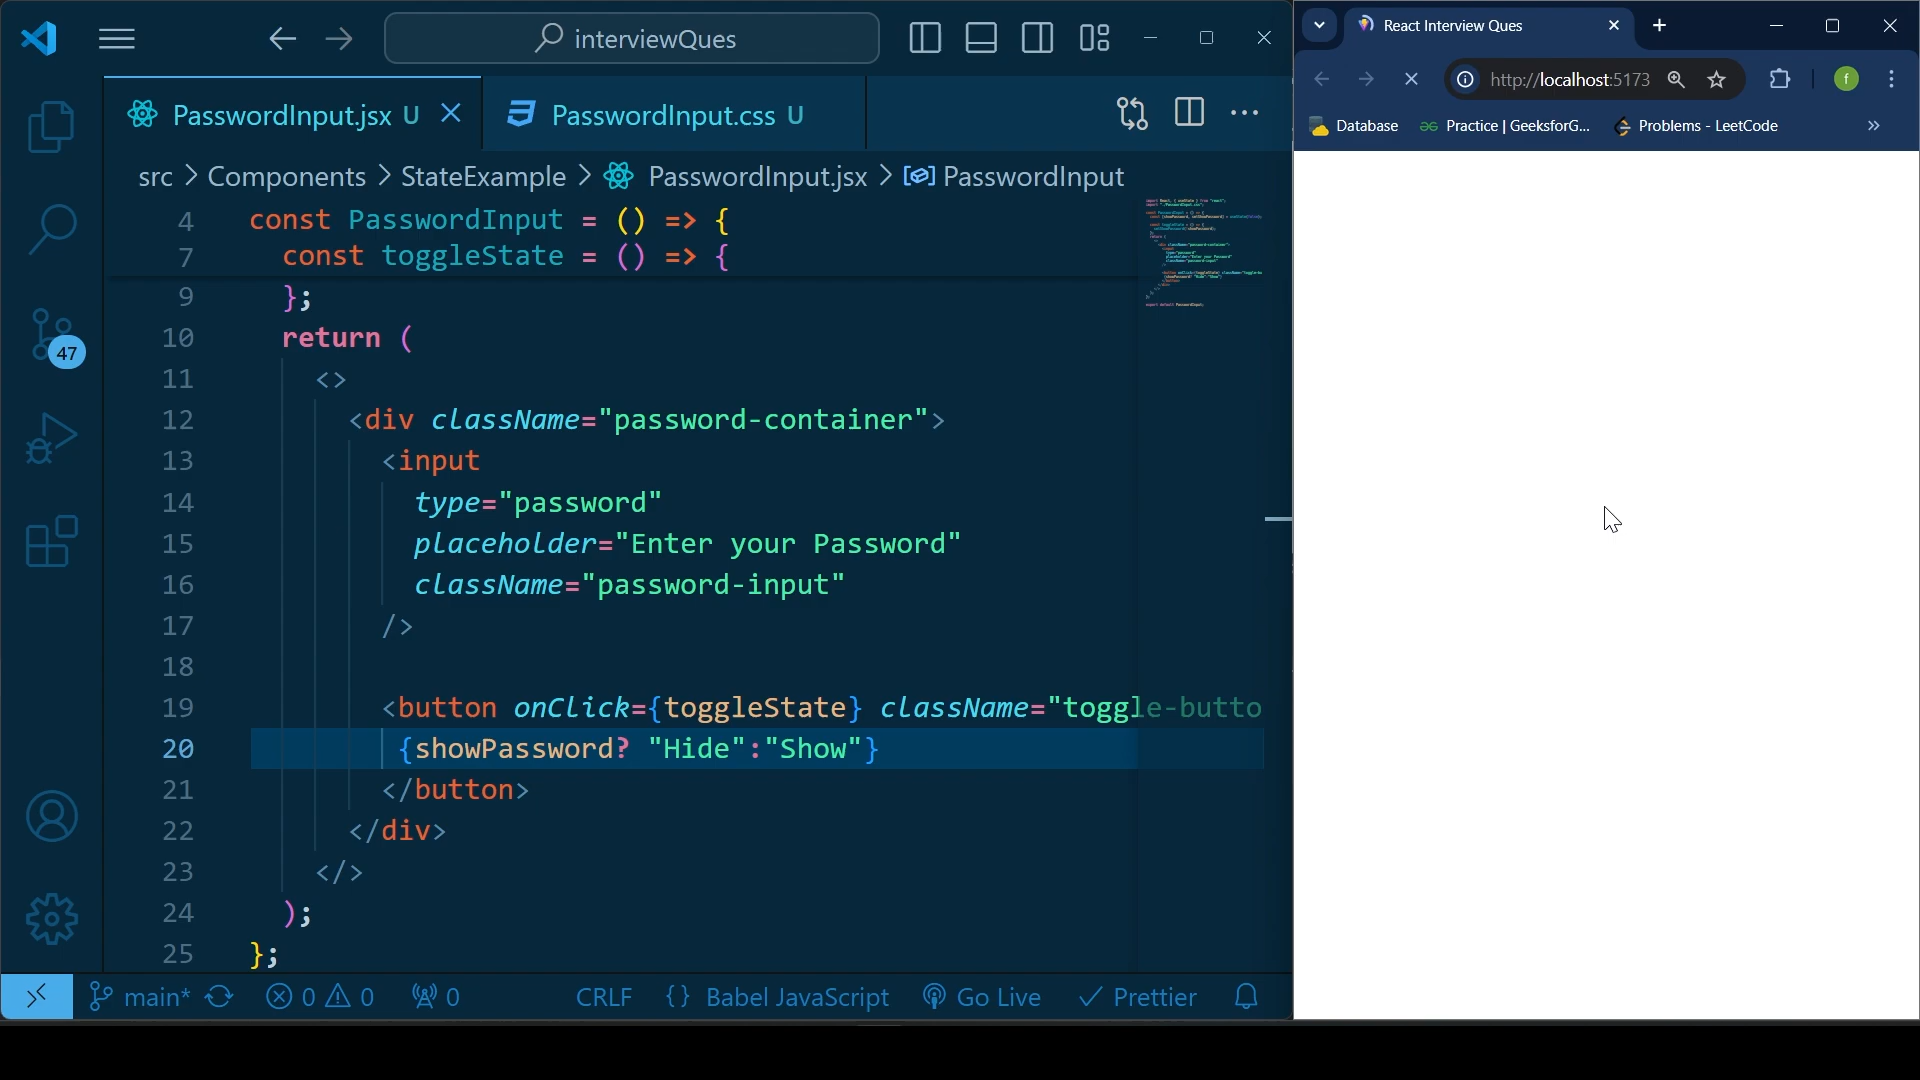 interviewQues
PasswordInput.jsx U
PasswordInput.css U
src > Components > StateExample > PasswordInput.jsx > PasswordInput
4 const PasswordInput = () => {
7 const toggleState = () => {
9 };
10 return (
11 <>
12 <div className="password-container">
13 <input
14 type="password"
15 placeholder="Enter your Password"
16 className="password-input"
17 />
18
19 <button onClick={toggleState} className="toggle-butto
20 {showPassword? "Hide":"Show"}
21 </button>
22 </div>
23 </>
24 );
25 };
47
main* 0 0 0 CRLF {} Babel JavaScript Go Live Prettier
React Interview Ques
http://localhost:5173
f
Database Practice | GeeksforG... Problems - LeetCode »